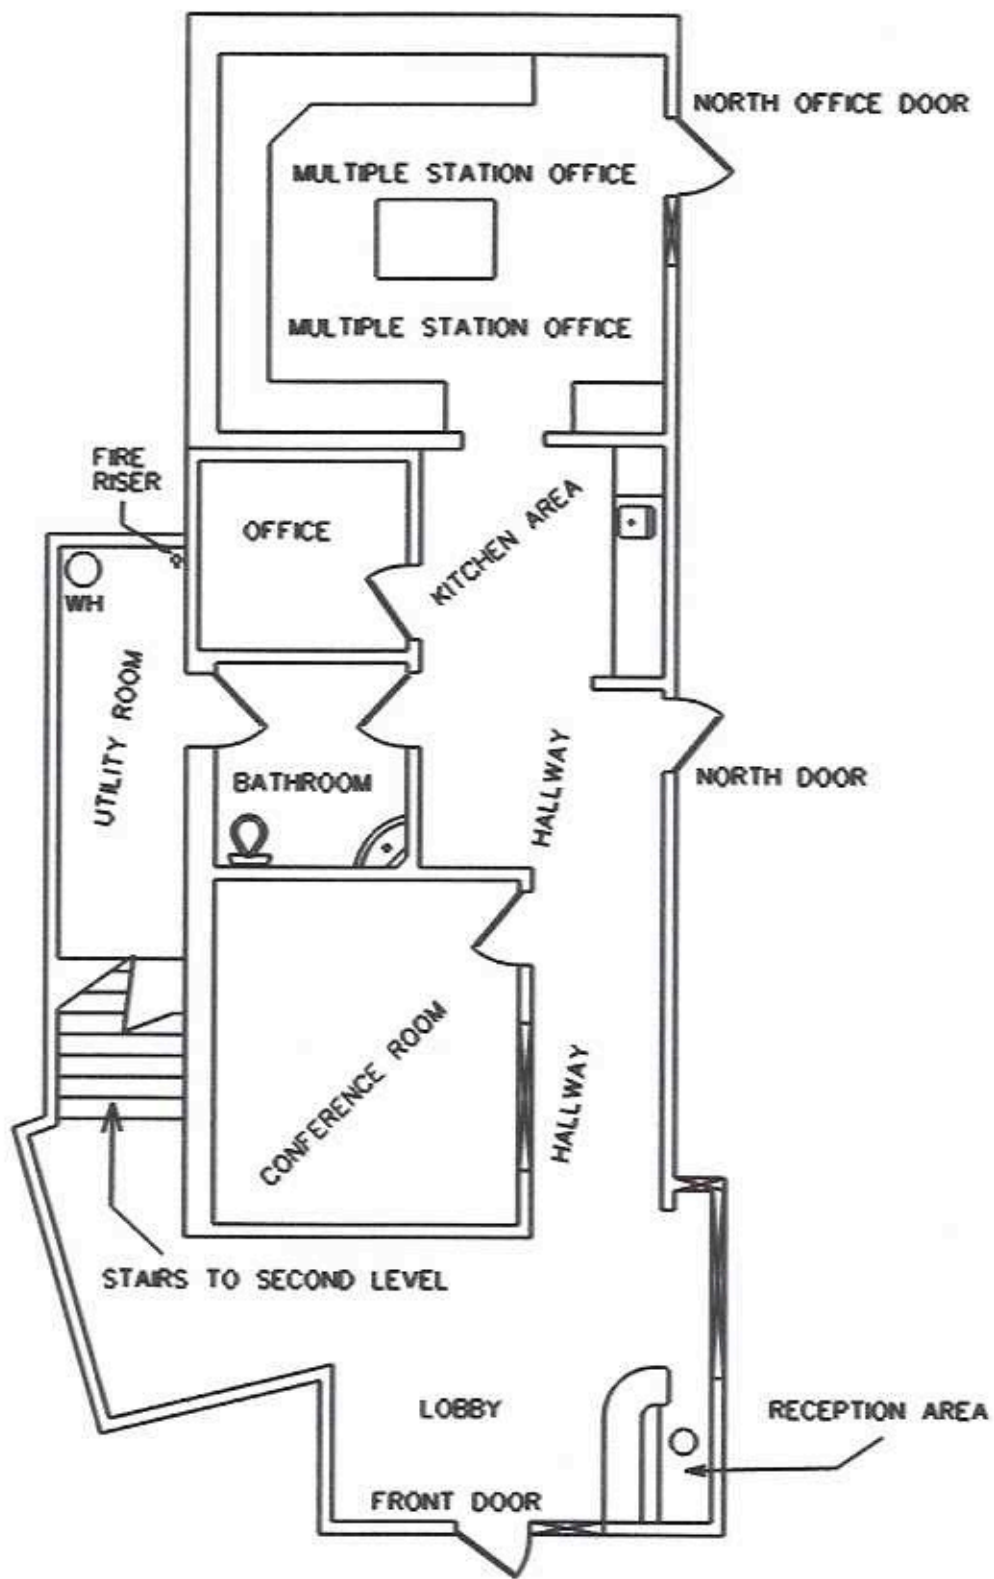 NORTH OFFICE DOOR
MULTIPLE STATION OFFICE
MULTIPLE STATION OFFICE
FIRE
RISER
OFFICE
KITCHEN AREA
WH
UTILITY ROOM
BATHROOM
HALLWAY
NORTH DOOR
CONFERENCE ROOM
HALLWAY
STAIRS TO SECOND LEVEL
LOBBY
RECEPTION AREA
FRONT DOOR